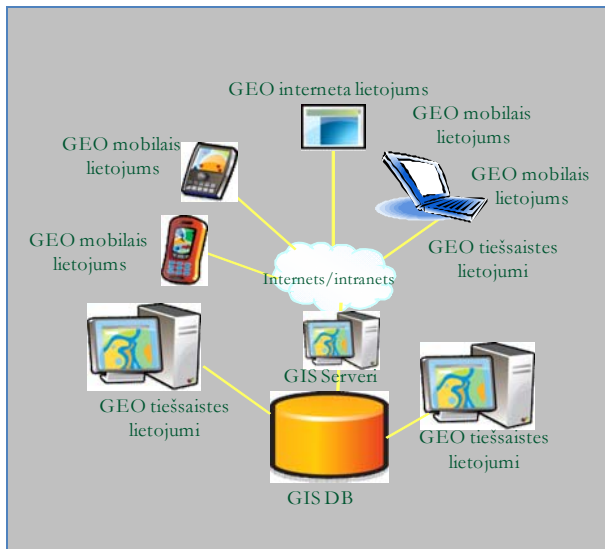 GEO interneta lietojums
GEO mobilais
lietojums
GEO mobilais
lietojums
GEO mobilais
lietojums
GEO mobilais
lietojums
GEO tiešsaistes
lietojumi
Internets/intranets
GIS Serveri
GEO tiešsaistes
lietojumi
GEO tiešsaistes
lietojumi
GIS DB